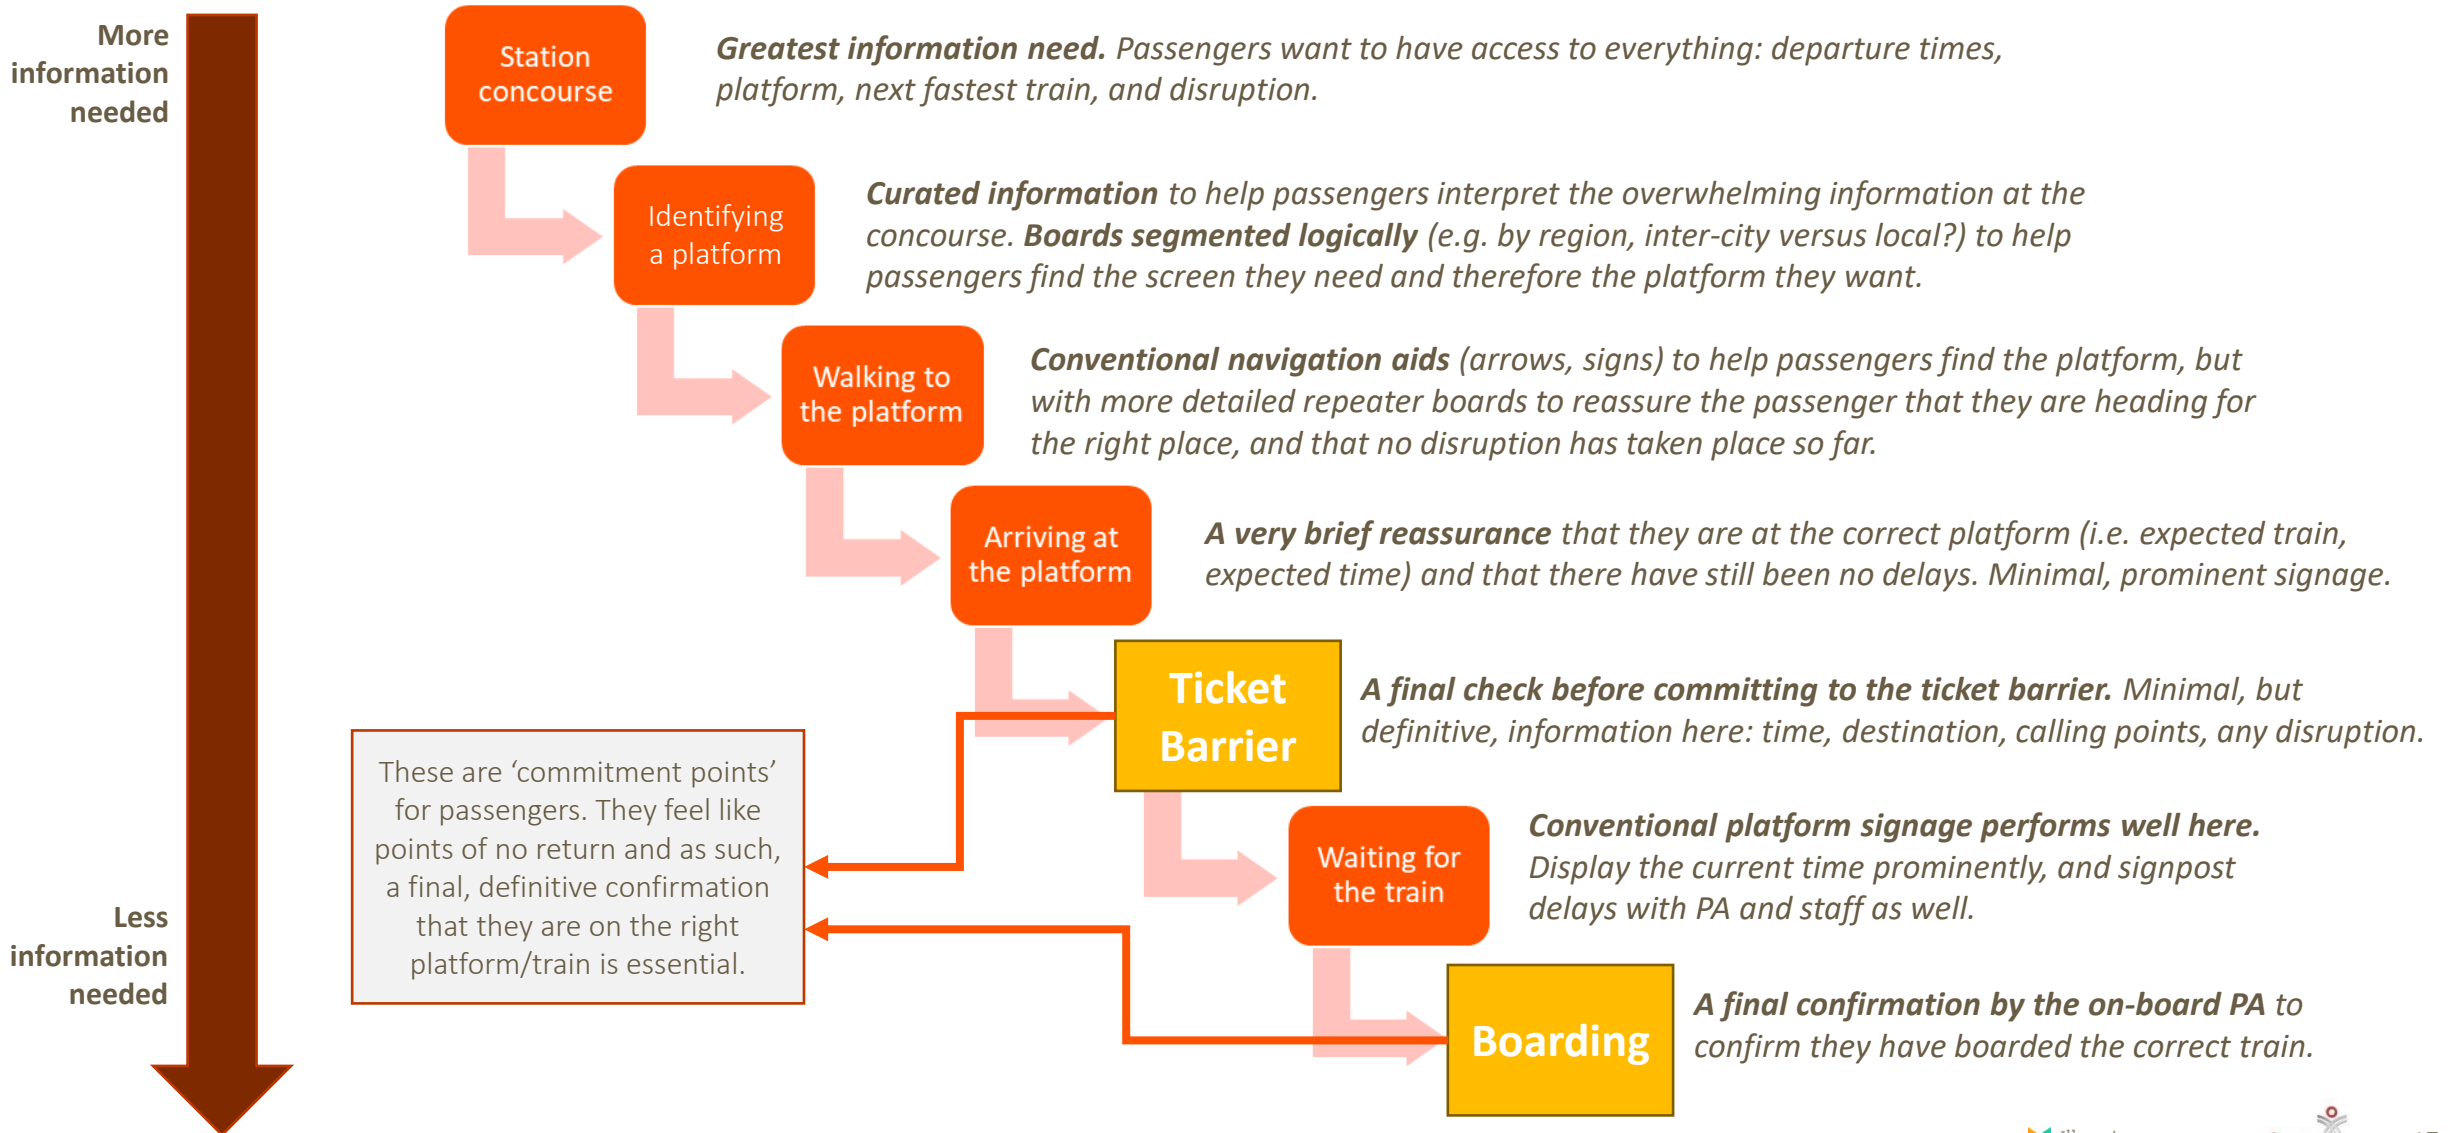 More
information
needed
Station
concourse
Greatest information need. Passengers want to have access to everything: departure times,
platform, next fastest train, and disruption.
Identifying
a platform
Curated information to help passengers interpret the overwhelming information at the
concourse. Boards segmented logically (e.g. by region, inter-city versus local?) to help
passengers find the screen they need and therefore the platform they want.
Walking to
the platform
Conventional navigation aids (arrows, signs) to help passengers find the platform, but
with more detailed repeater boards to reassure the passenger that they are heading for
the right place, and that no disruption has taken place so far.
Arriving at
the platform
A very brief reassurance that they are at the correct platform (i.e. expected train,
expected time) and that there have still been no delays. Minimal, prominent signage.
Ticket
Barrier
A final check before committing to the ticket barrier. Minimal, but
definitive, information here: time, destination, calling points, any disruption.
These are ‘commitment points’
for passengers. They feel like
points of no return and as such,
a final, definitive confirmation
that they are on the right
platform/train is essential.
Waiting for
the train
Conventional platform signage performs well here.
Display the current time prominently, and signpost
delays with PA and staff as well.
Less
information
needed
Boarding
A final confirmation by the on-board PA to
confirm they have boarded the correct train.